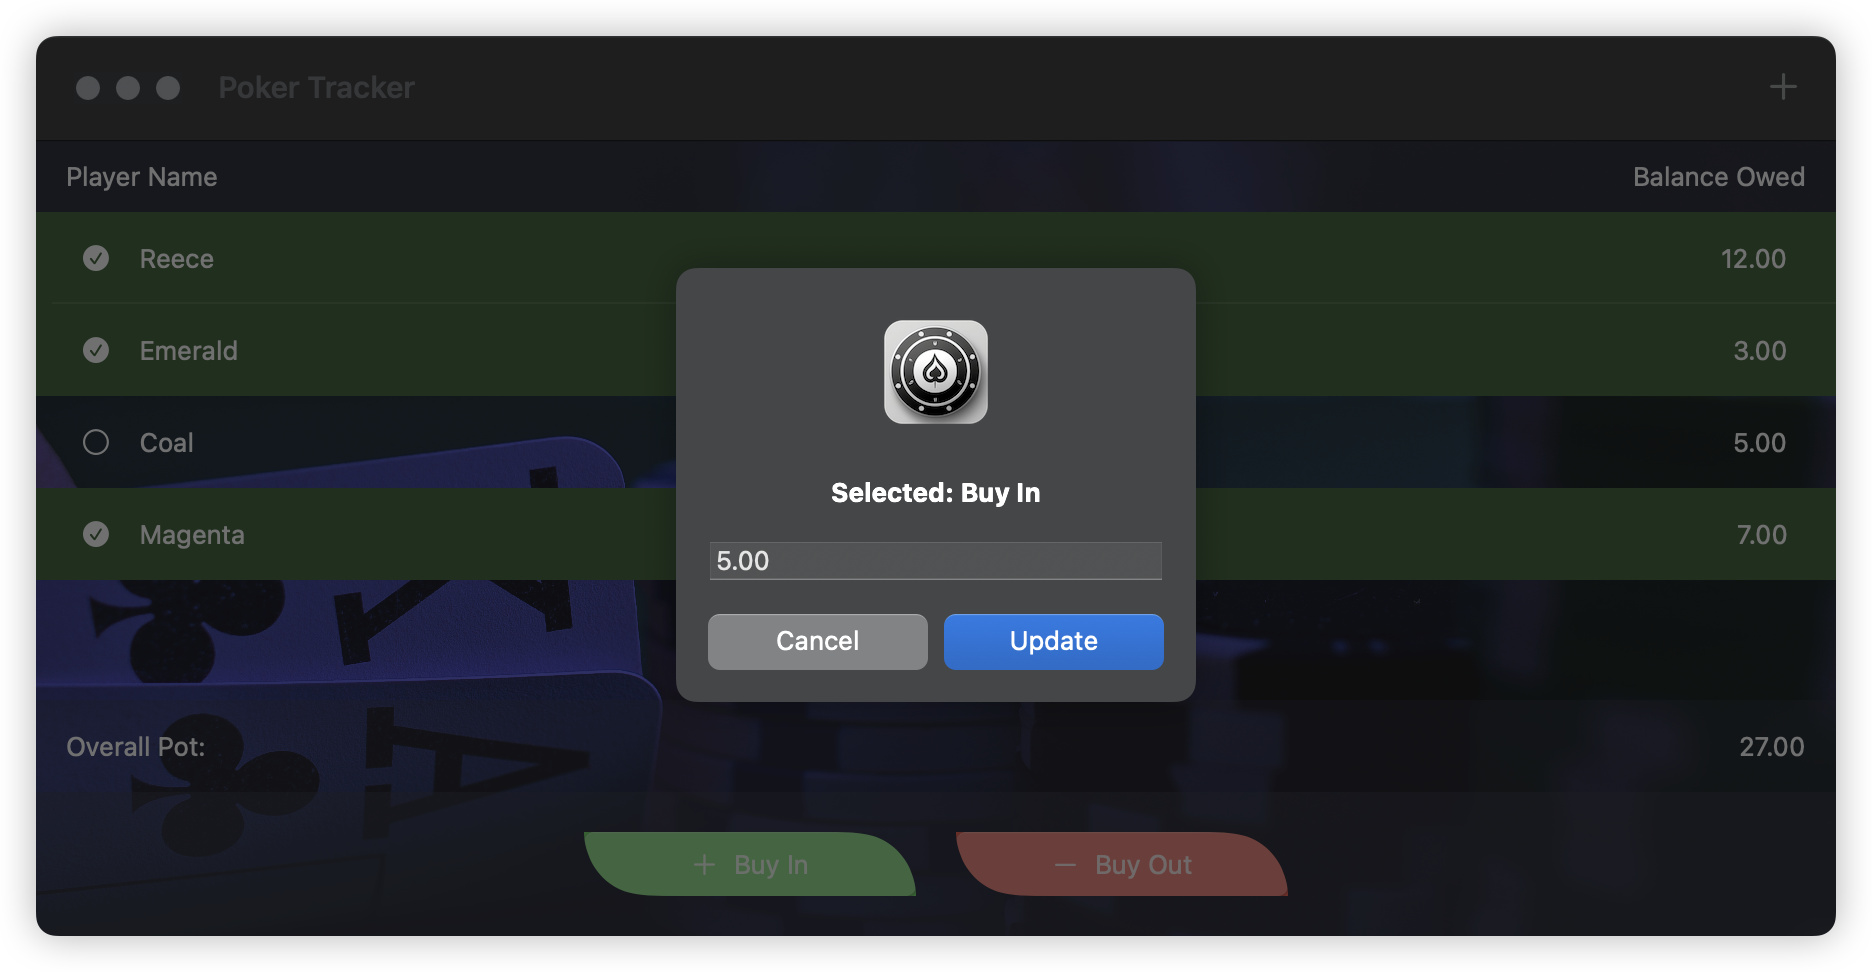 Poker Tracker
Player Name Balance Owed
Reece 12.00
Emerald 3.00
Coal 5.00
Magenta 7.00
Selected: Buy In
5.00
Cancel Update
Overall Pot: 27.00
+ Buy In — Buy Out